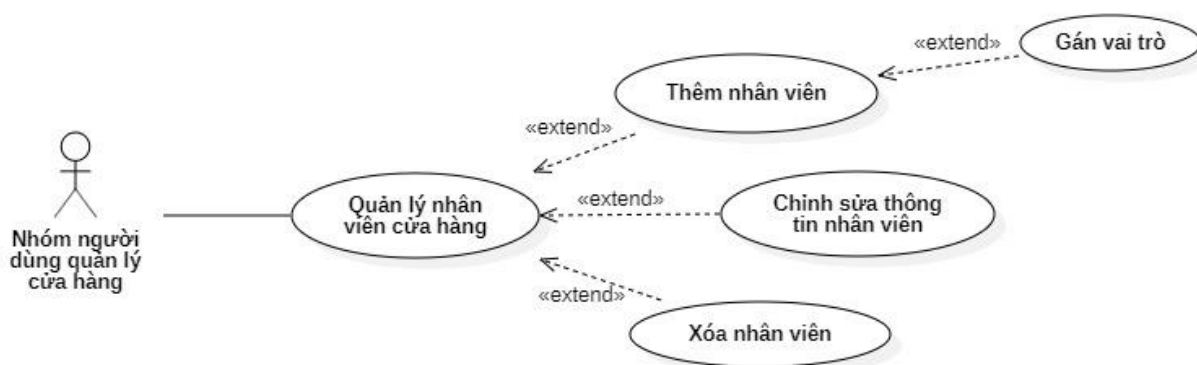 «extend»
Gán vai trò
Thêm nhân viên
«extend»
Quản lý nhân
viên cửa hàng
«extend»
Chỉnh sửa thông
tin nhân viên
Nhóm người
dùng quản lý
cửa hàng
«extend»
Xóa nhân viên